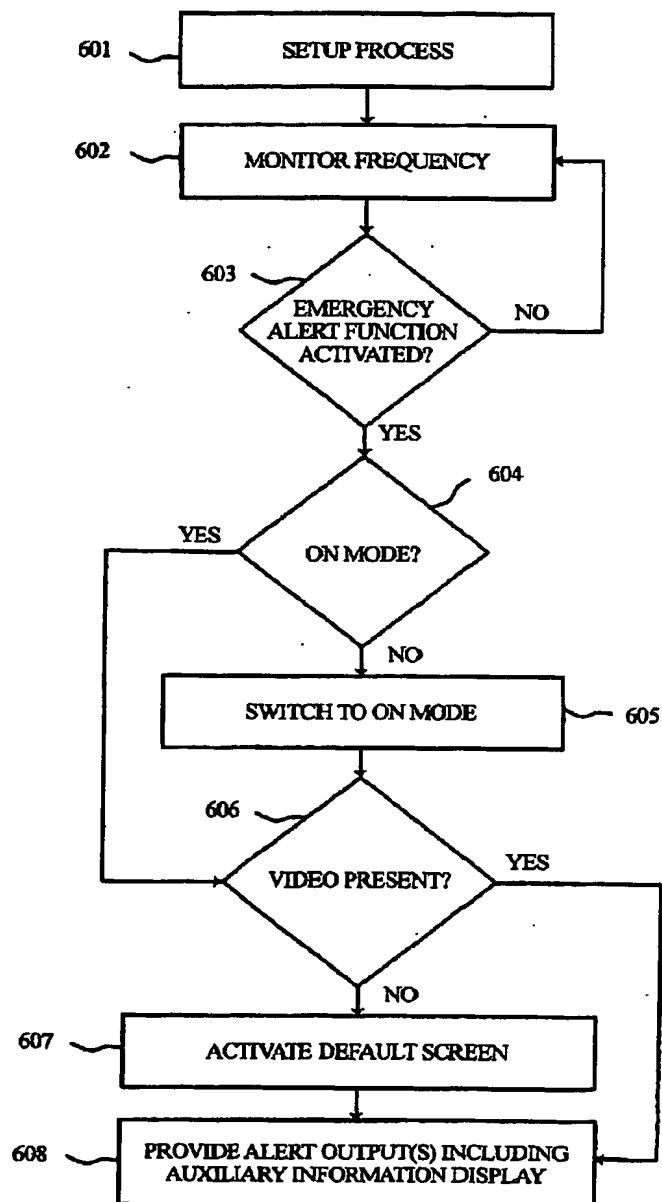 601
SETUP PROCESS
602
MONITOR FREQUENCY
603
EMERGENCY
ALERT FUNCTION
ACTIVATED?
NO
YES
604
YES
ON MODE?
NO
SWITCH TO ON MODE
605
606
VIDEO PRESENT?
YES
NO
607
ACTIVATE DEFAULT SCREEN
608
PROVIDE ALERT OUTPUT(S) INCLUDING
AUXILIARY INFORMATION DISPLAY